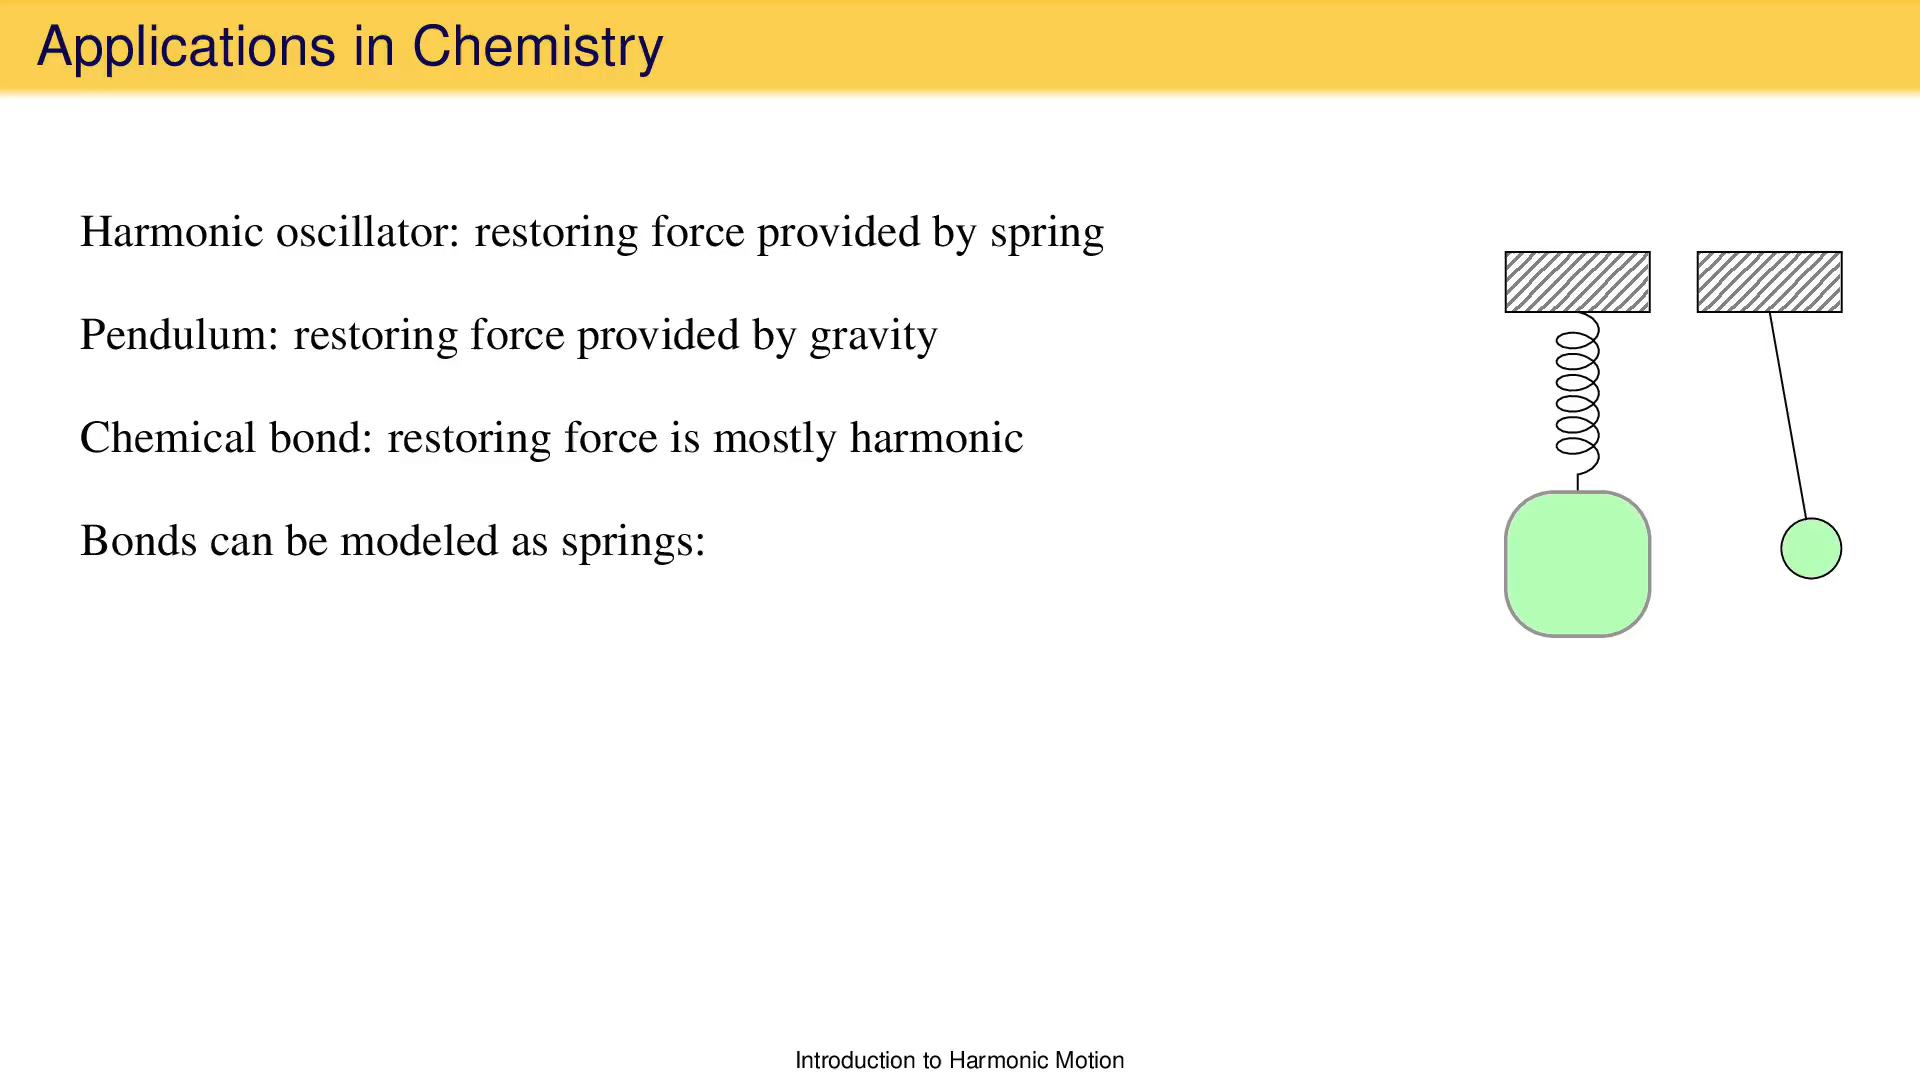 Applications in Chemistry
Harmonic oscillator: restoring force provided by spring
Pendulum: restoring force provided by gravity
Chemical bond: restoring force is mostly harmonic
Bonds can be modeled as springs:
Introduction to Harmonic Motion